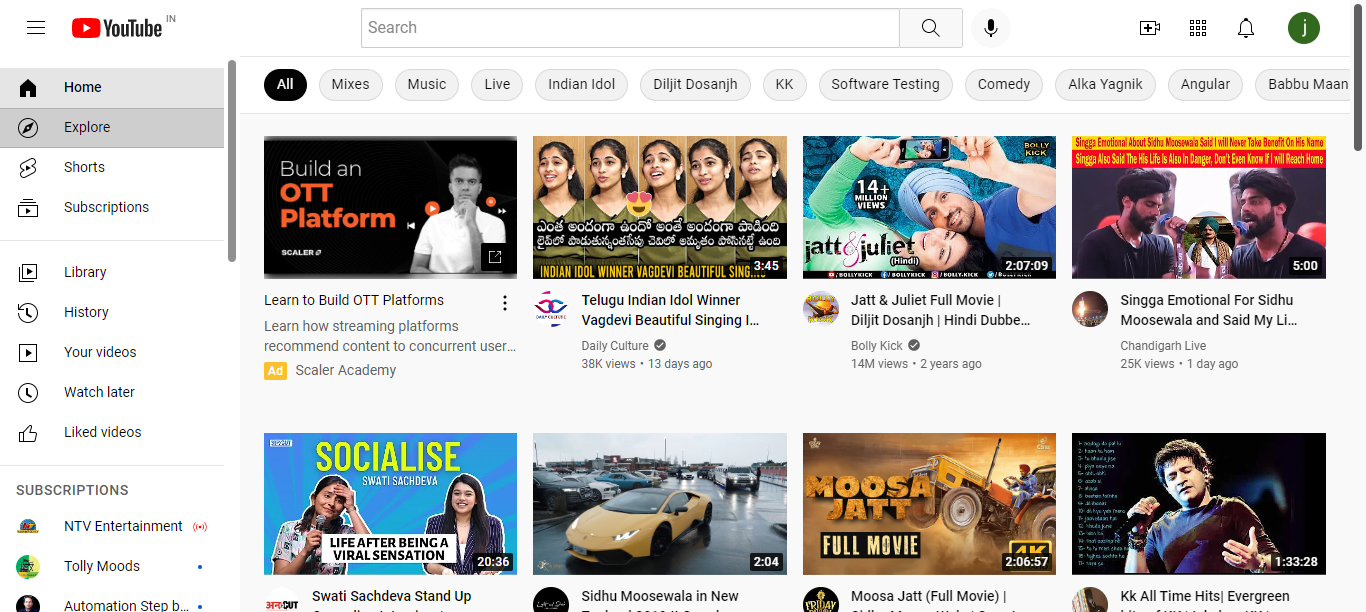 YouTube IN
Search
j
Home
Explore
Shorts
Subscriptions
Library
History
Your videos
Watch later
Liked videos
SUBSCRIPTIONS
NTV Entertainment
Tolly Moods
Automation Step b...
All Mixes Music Live Indian Idol Diljit Dosanjh KK Software Testing Comedy Alka Yagnik Angular Babbu Maan
Build an
OTT
Platform
SCALER
Learn to Build OTT Platforms
Learn how streaming platforms
recommend content to concurrent user...
Ad Scaler Academy
ఎంత అందంగా ఉందో అంతే అందంగా పాడింది
లైవ్‌లో పాడుతున్నంతసేపు చెవిలో అమృతం పోసినట్టే ఉంది
INDIAN IDOL WINNER VAGDEVI BEAUTIFUL SING...
3:45
Telugu Indian Idol Winner
Vagdevi Beautiful Singing I...
Daily Culture
38K views • 13 days ago
BOLLY
KICK
14+
MILLION
VIEWS
jatt & juliet
(Hindi)
/BOLLYKICK /BOLLY.KICK /BOLLY.KICK
2:07:09
Jatt & Juliet Full Movie |
Diljit Dosanjh | Hindi Dubbe...
Bolly Kick
14M views • 2 years ago
Singga Emotional About Sidhu Moosewala Said I will Never Take Benefit On His Name
Singga Also Said The His Life Is Also In Danger, Don't Even Know If I will Reach Home
5:00
Singga Emotional For Sidhu
Moosewala and Said My Li...
Chandigarh Live
25K views • 1 day ago
SOCIALISE
SWATI SACHDEVA
LIFE AFTER BEING A
VIRAL SENSATION
20:36
Swati Sachdeva Stand Up
2:04
Sidhu Moosewala in New
MOOSA
JATT
FULL MOVIE
4K
2:06:57
Moosa Jatt (Full Movie) |
1:33:28
Kk All Time Hits| Evergreen